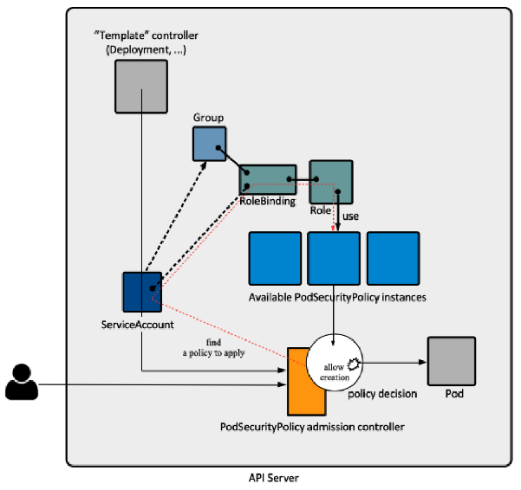 "Template" controller
(Deployment, ...)
Group
RoleBinding
Role
use
Available PodSecurityPolicy instances
ServiceAccount
find
a policy to apply
allow
creation
policy decision
Pod
PodSecurityPolicy admission controller
API Server